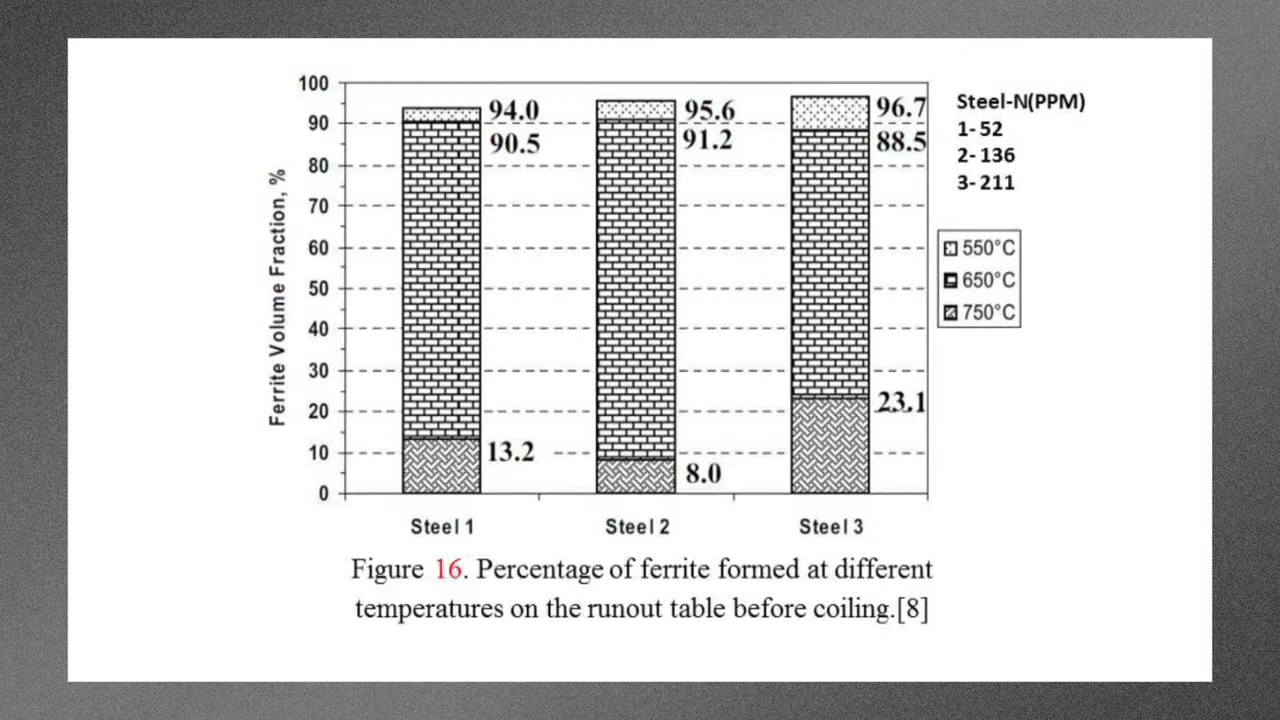 100
90
80
70
60
50
40
30
20
10
0
Ferrite Volume Fraction, %
94.0
90.5
13.2
95.6
91.2
8.0
96.7
88.5
23.1
Steel 1
Steel 2
Steel 3
Steel-N(PPM)
1- 52
2- 136
3- 211
550°C
650°C
750°C
Figure 16. Percentage of ferrite formed at different
temperatures on the runout table before coiling.[8]